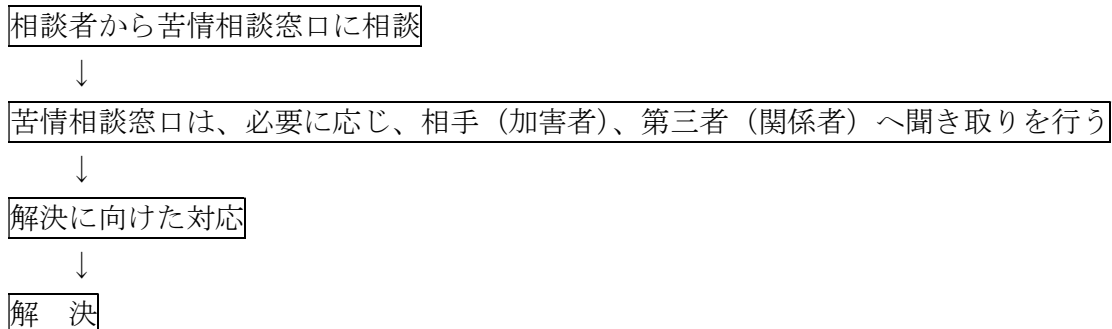 相談者から苦情相談窓口に相談
↓
苦情相談窓口は、必要に応じ、相手（加害者）、第三者（関係者）へ聞き取りを行う
↓
解決に向けた対応
↓
解　決